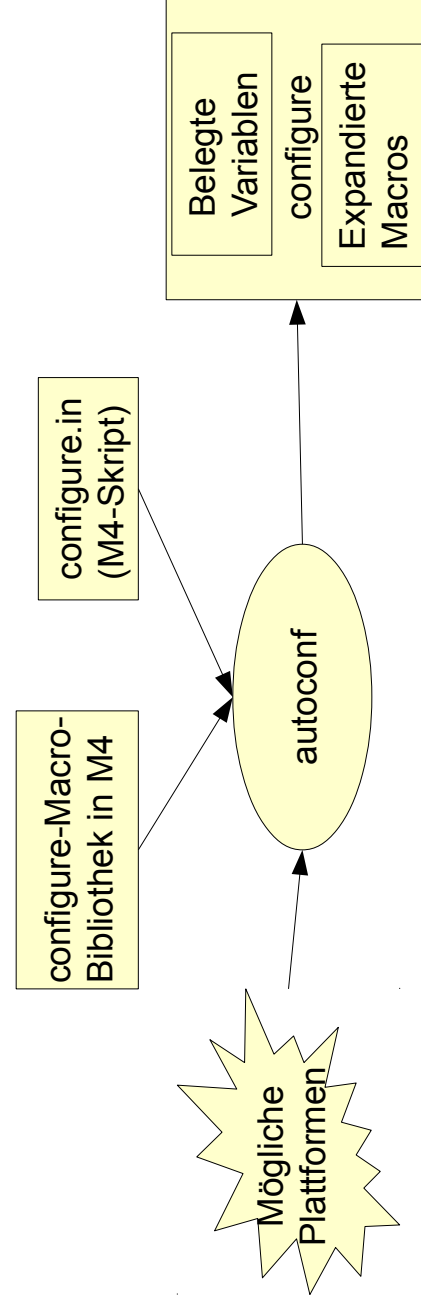 configure-Macro-
Bibliothek in M4
configure.in
(M4-Skript)
Mögliche
Plattformen
autoconf
Belegte
Variablen
configure
Expandierte
Macros